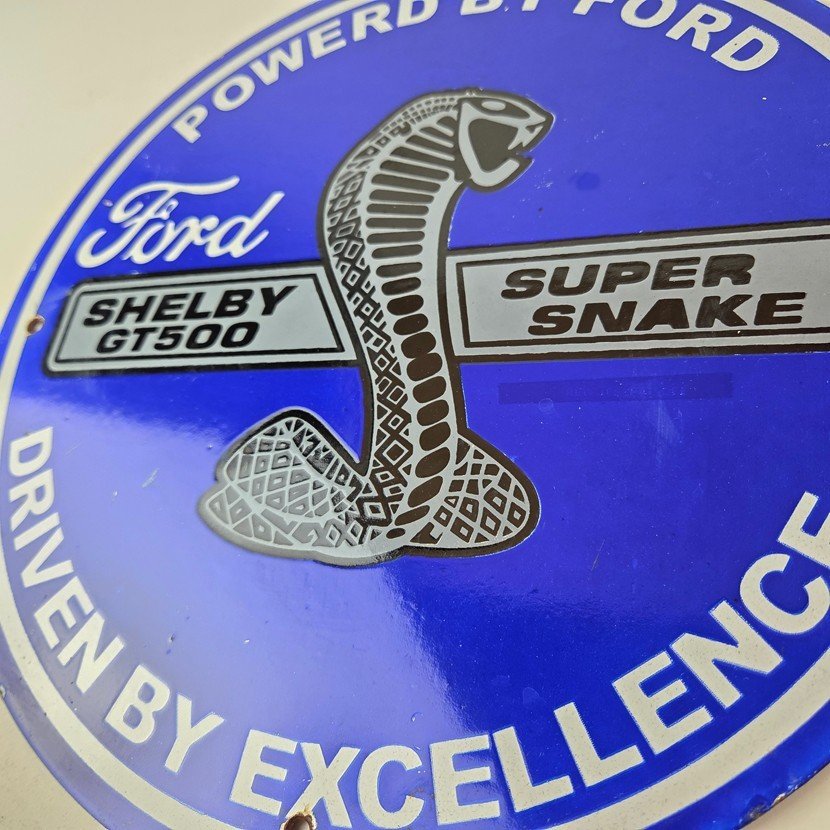 POWERD BY FORD
Ford
SHELBY
GT500
SUPER
SNAKE
DRIVEN BY EXCELLENCE